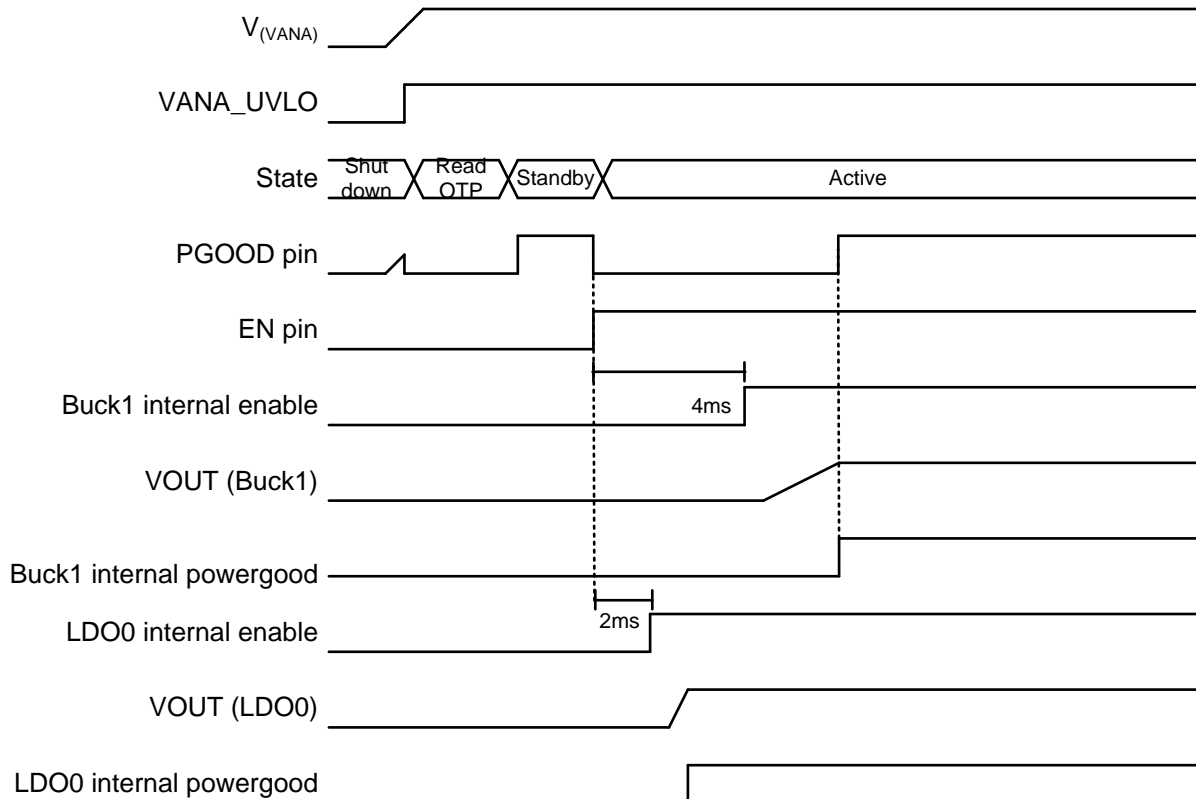 V(VANA)
VANA_UVLO
State
Shut
down
Read
OTP
Standby
Active
PGOOD pin
EN pin
Buck1 internal enable
4ms
VOUT (Buck1)
Buck1 internal powergood
2ms
LDO0 internal enable
VOUT (LDO0)
LDO0 internal powergood